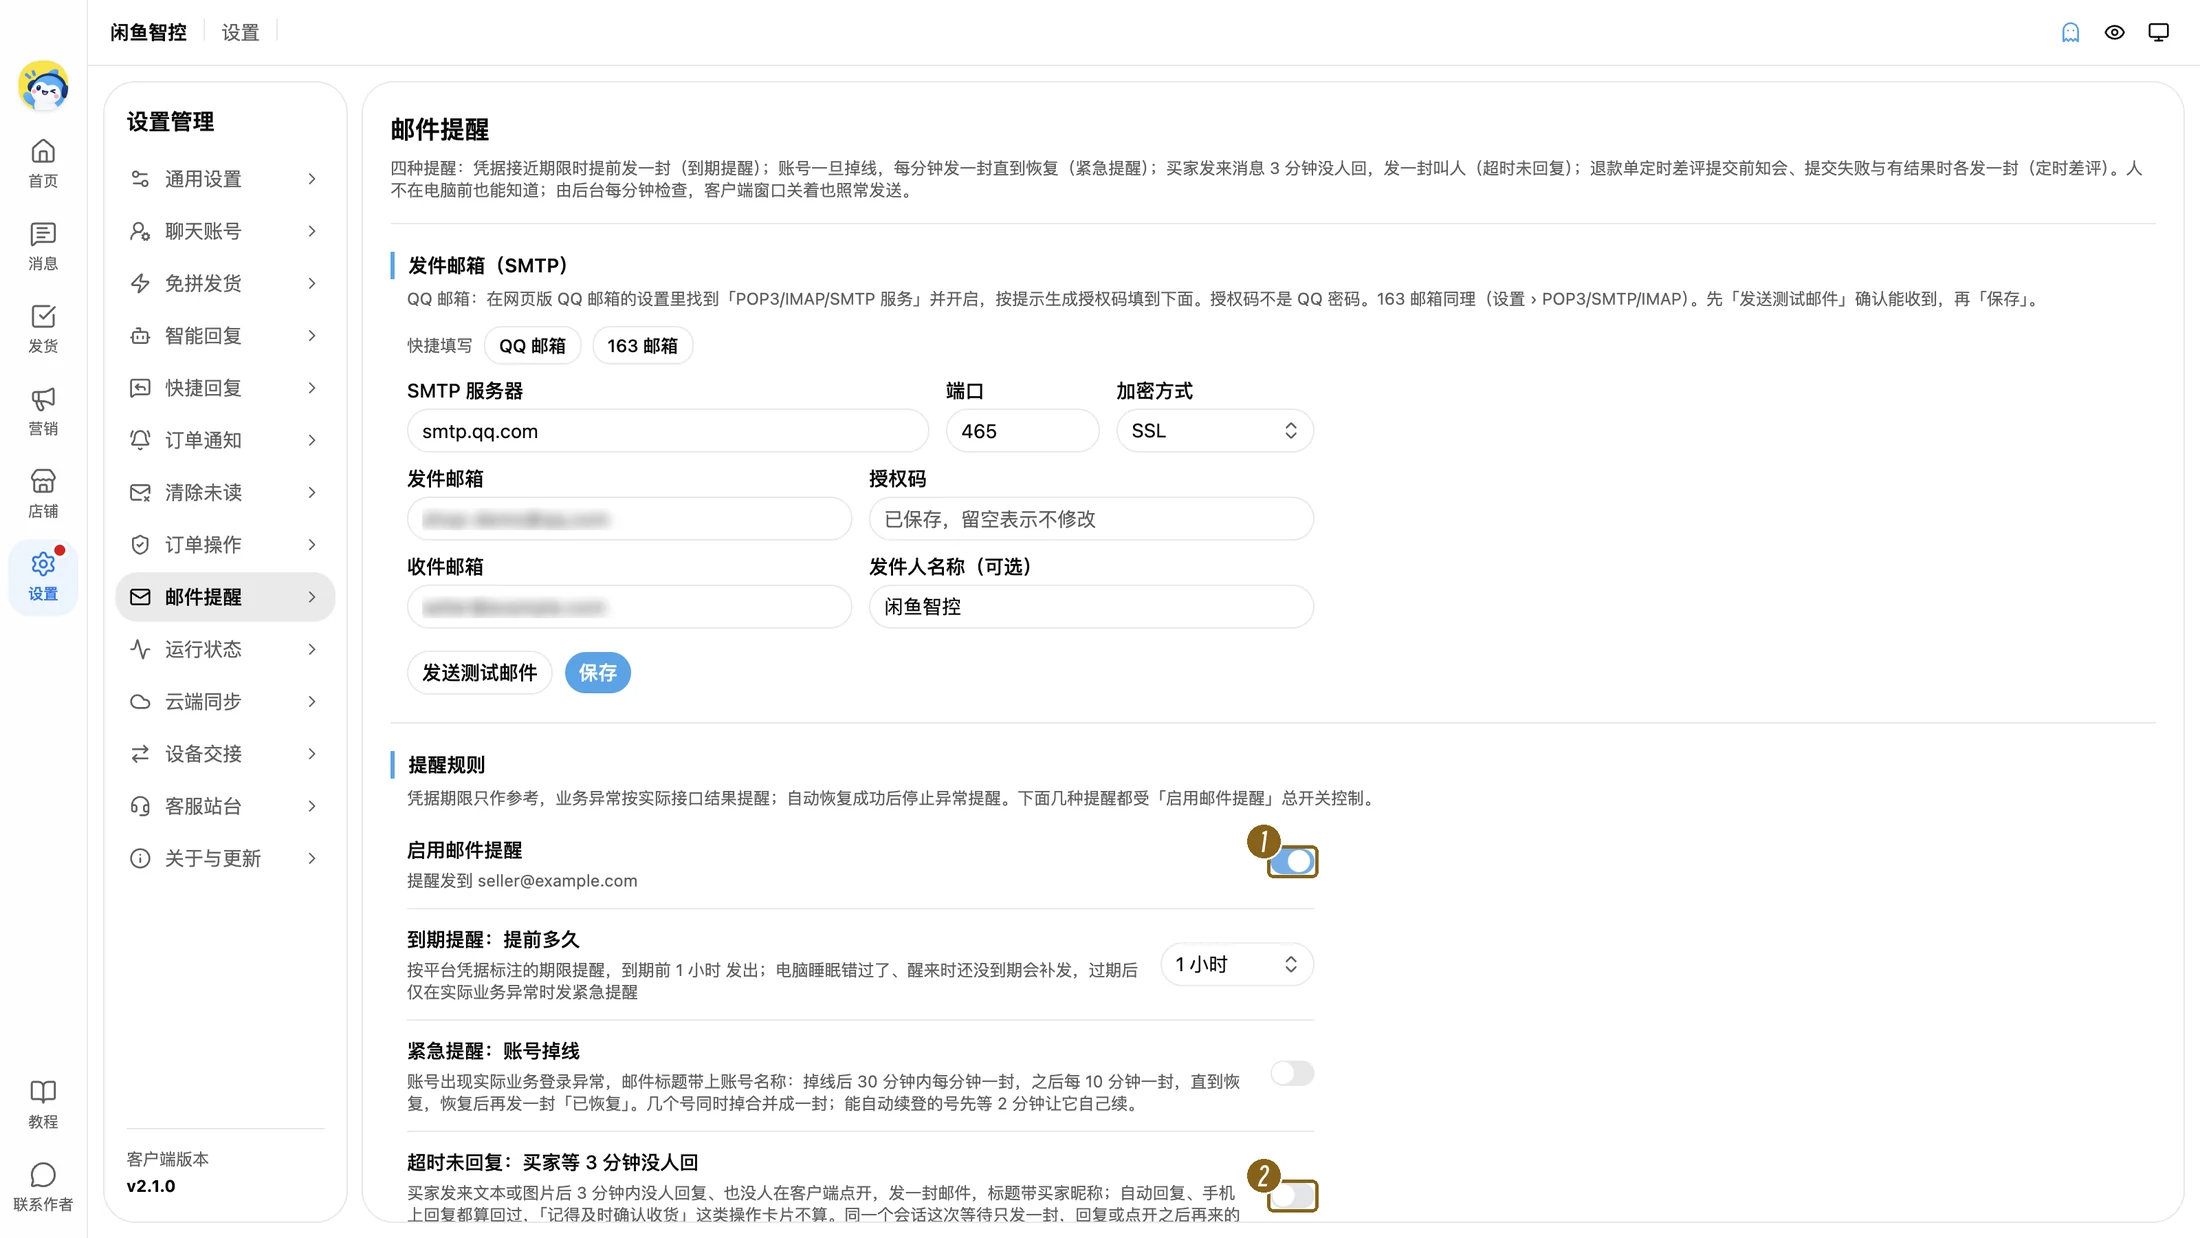 闲鱼智控
设置
首页
消息
发货
营销
店铺
设置
教程
联系作者
设置管理
通用设置
聊天账号
免拼发货
智能回复
快捷回复
订单通知
清除未读
订单操作
邮件提醒
运行状态
云端同步
设备交接
客服站台
关于与更新
客户端版本
v2.1.0
邮件提醒
四种提醒：凭据接近期限时提前发一封（到期提醒）；账号一旦掉线，每分钟发一封直到恢复（紧急提醒）；买家发来消息 3 分钟没人回，发一封叫人（超时未回复）；退款单定时差评提交前知会、提交失败与有结果时各发一封（定时差评）。人
不在电脑前也能知道；由后台每分钟检查，客户端窗口关着也照常发送。
发件邮箱（SMTP）
QQ 邮箱：在网页版 QQ 邮箱的设置里找到「POP3/IMAP/SMTP 服务」并开启，按提示生成授权码填到下面。授权码不是 QQ 密码。163 邮箱同理（设置 › POP3/SMTP/IMAP）。先「发送测试邮件」确认能收到，再「保存」。
快捷填写 QQ 邮箱 163 邮箱
SMTP 服务器 端口 加密方式
smtp.qq.com 465 SSL
发件邮箱 授权码
已保存，留空表示不修改
收件邮箱 发件人名称（可选）
闲鱼智控
发送测试邮件 保存
提醒规则
凭据期限只作参考，业务异常按实际接口结果提醒；自动恢复成功后停止异常提醒。下面几种提醒都受「启用邮件提醒」总开关控制。
启用邮件提醒
提醒发到 seller@example.com
1
到期提醒：提前多久
按平台凭据标注的期限提醒，到期前 1 小时 发出；电脑睡眠错过了、醒来时还没到期会补发，过期后
仅在实际业务异常时发紧急提醒
1 小时
紧急提醒：账号掉线
账号出现实际业务登录异常，邮件标题带上账号名称：掉线后 30 分钟内每分钟一封，之后每 10 分钟一封，直到恢
复，恢复后再发一封「已恢复」。几个号同时掉合并成一封；能自动续登的号先等 2 分钟让它自己续。
超时未回复：买家等 3 分钟没人回
买家发来文本或图片后 3 分钟内没人回复、也没人在客户端点开，发一封邮件，标题带买家昵称；自动回复、手机
上回复都算回过，「记得及时确认收货」这类操作卡片不算。同一个会话这次等待只发一封，回复或点开之后再来的
2